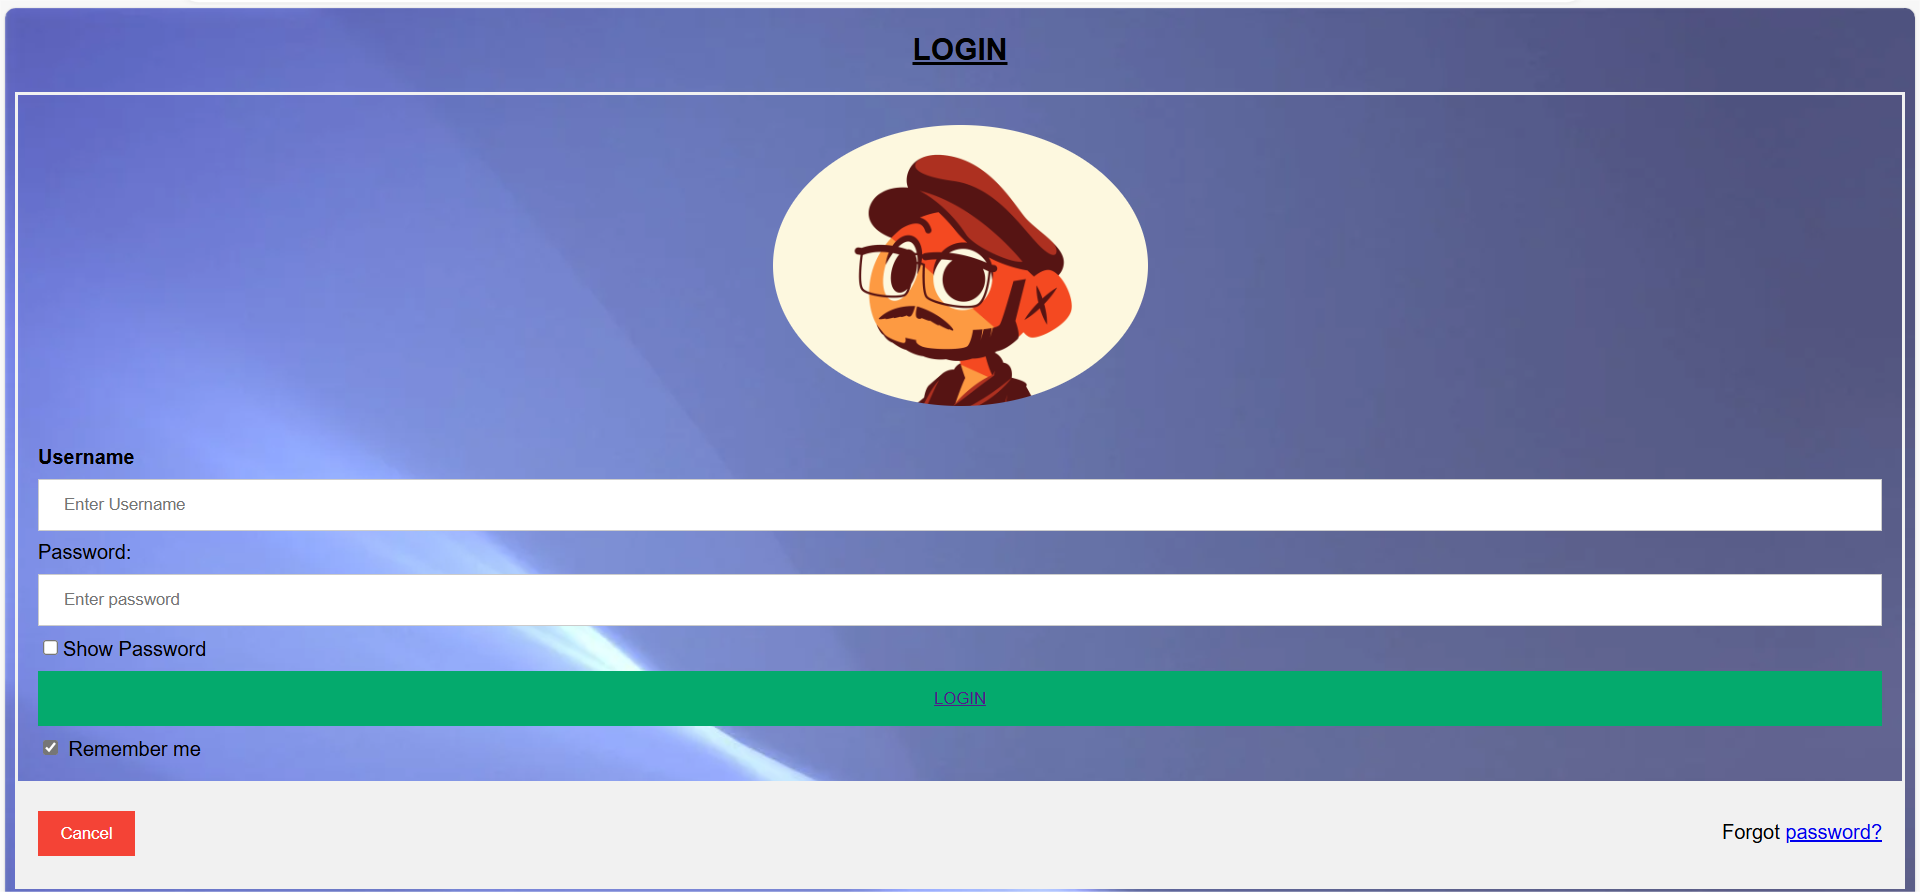 LOGIN
Username
Enter Username
Password:
Enter password
Show Password
LOGIN
Remember me
Cancel
Forgot password?